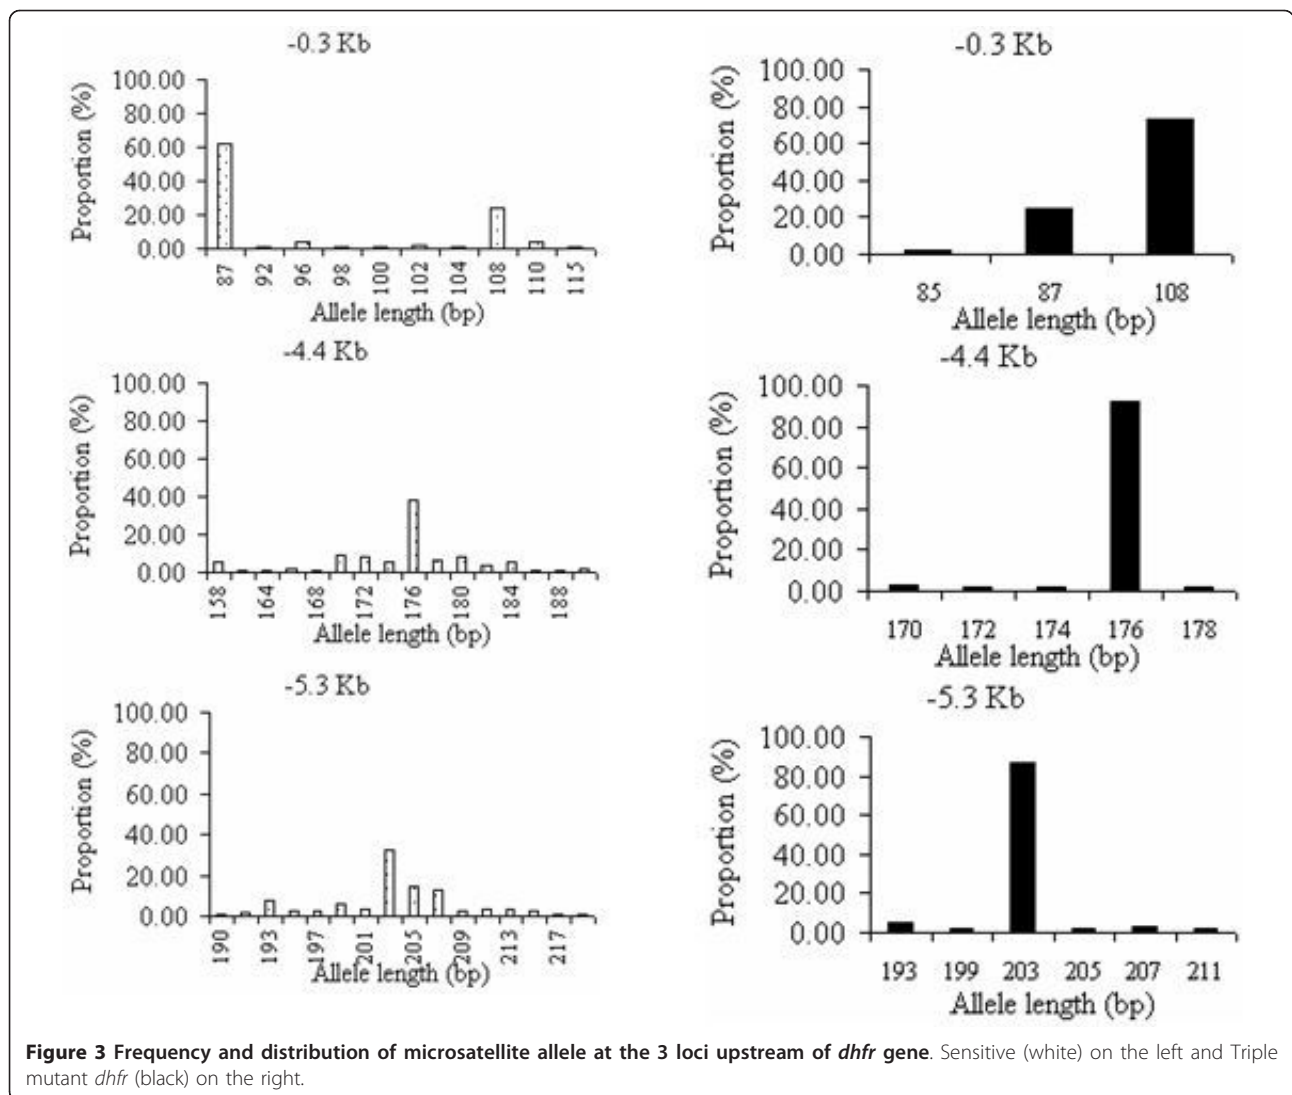 -0.3 Kb
100.00
80.00
60.00
40.00
20.00
0.00
Proportion (%)
87 92 96 98 100 102 104 108 110 115
Allele length (bp)
-0.3 Kb
100.00
80.00
60.00
40.00
20.00
0.00
Proportion (%)
85 87 108
Allele length (bp)
-4.4 Kb
100.00
80.00
60.00
40.00
20.00
0.00
Proportion (%)
158 164 168 172 176 180 184 188
Allele length (bp)
-4.4 Kb
100.00
80.00
60.00
40.00
20.00
0.00
Proportion (%)
170 172 174 176 178
Allele length (bp)
-5.3 Kb
100.00
80.00
60.00
40.00
20.00
0.00
Proportion (%)
190 193 197 201 205 209 213 217
Allele length (bp)
-5.3 Kb
100.00
80.00
60.00
40.00
20.00
0.00
Proportion (%)
193 199 203 205 207 211
Allele length (bp)
Figure 3 Frequency and distribution of microsatellite allele at the 3 loci upstream of dhfr gene. Sensitive (white) on the left and Triple
mutant dhfr (black) on the right.